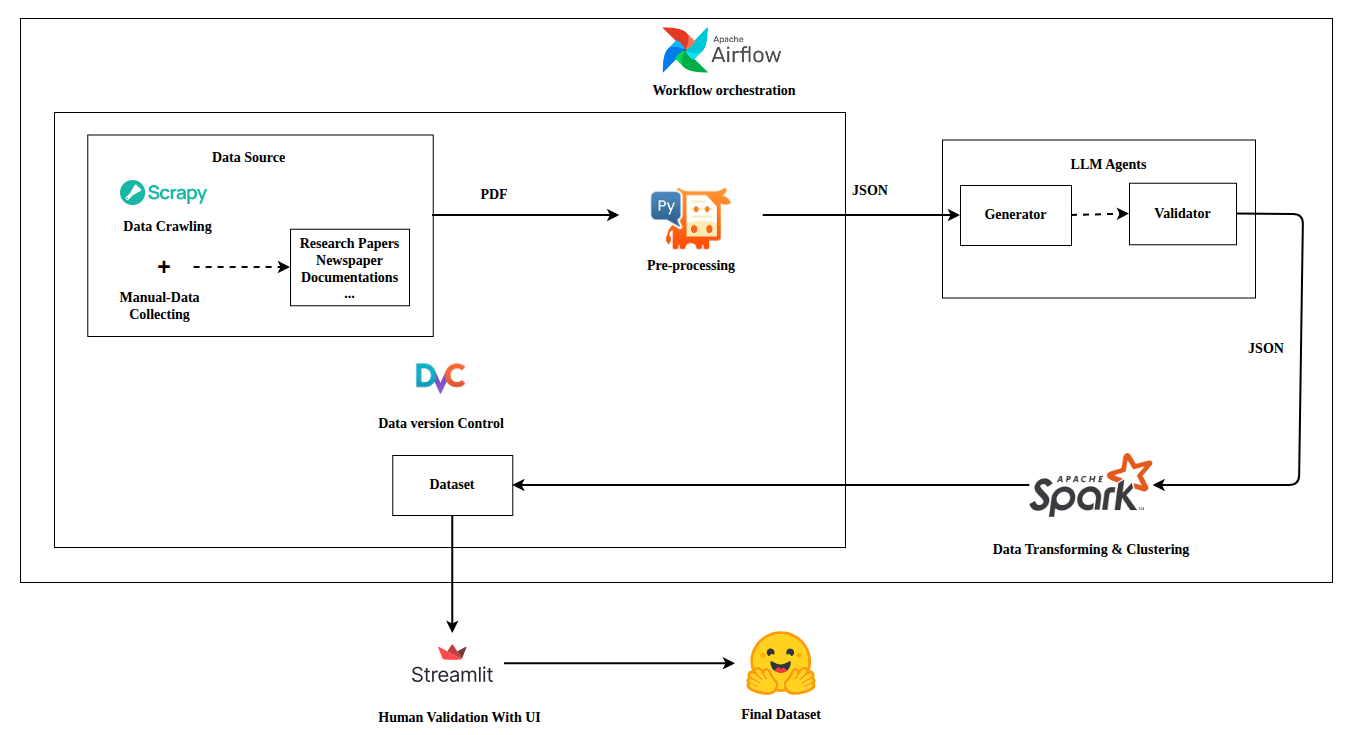 Apache
Airflow
Workflow orchestration
Data Source
Scrapy
Data Crawling
+
Manual-Data
Collecting
Research Papers
Newspaper
Documentations
...
PDF
Py
Pre-processing
JSON
LLM Agents
Generator
Validator
JSON
DVC
Data version Control
Dataset
APACHE
Spark™
Data Transforming & Clustering
Streamlit
Human Validation With UI
Final Dataset